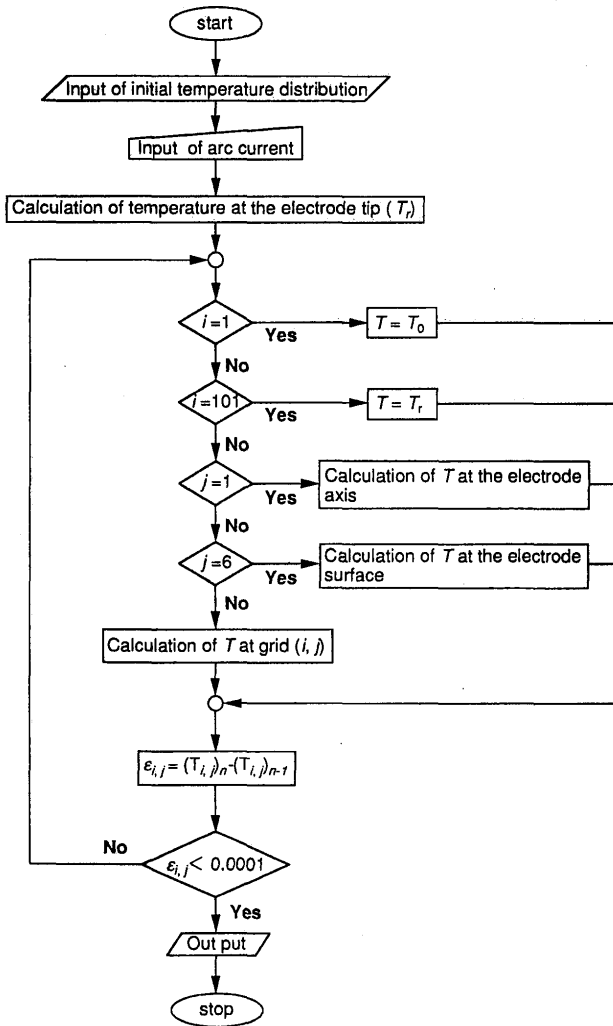 start
Input of initial temperature distribution
Input of arc current
Calculation of temperature at the electrode tip (Tr)
i=1
Yes
T = To
No
i=101
Yes
T = Tr
No
j=1
Yes
Calculation of T at the electrode
axis
No
j=6
Yes
Calculation of T at the electrode
surface
No
Calculation of T at grid (i, j)
εi, j = (Ti, j)n-(Ti, j)n-1
No
εi, j < 0.0001
Yes
Out put
stop